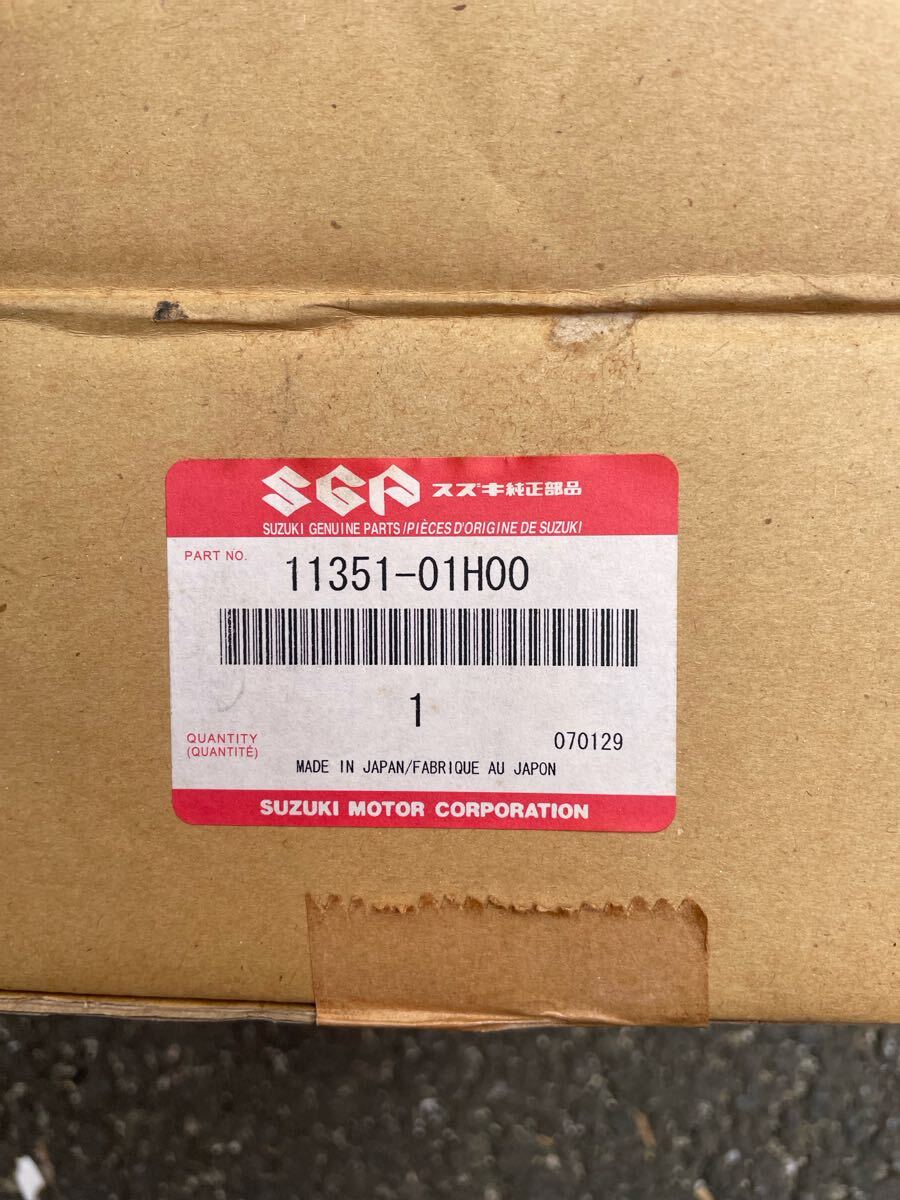 SGP スズキ純正部品
SUZUKI GENUINE PARTS/PIÈCES D'ORIGINE DE SUZUKI
PART NO. 11351-01H00
1
QUANTITY
(QUANTITÉ)
070129
MADE IN JAPAN/FABRIQUE AU JAPON
SUZUKI MOTOR CORPORATION